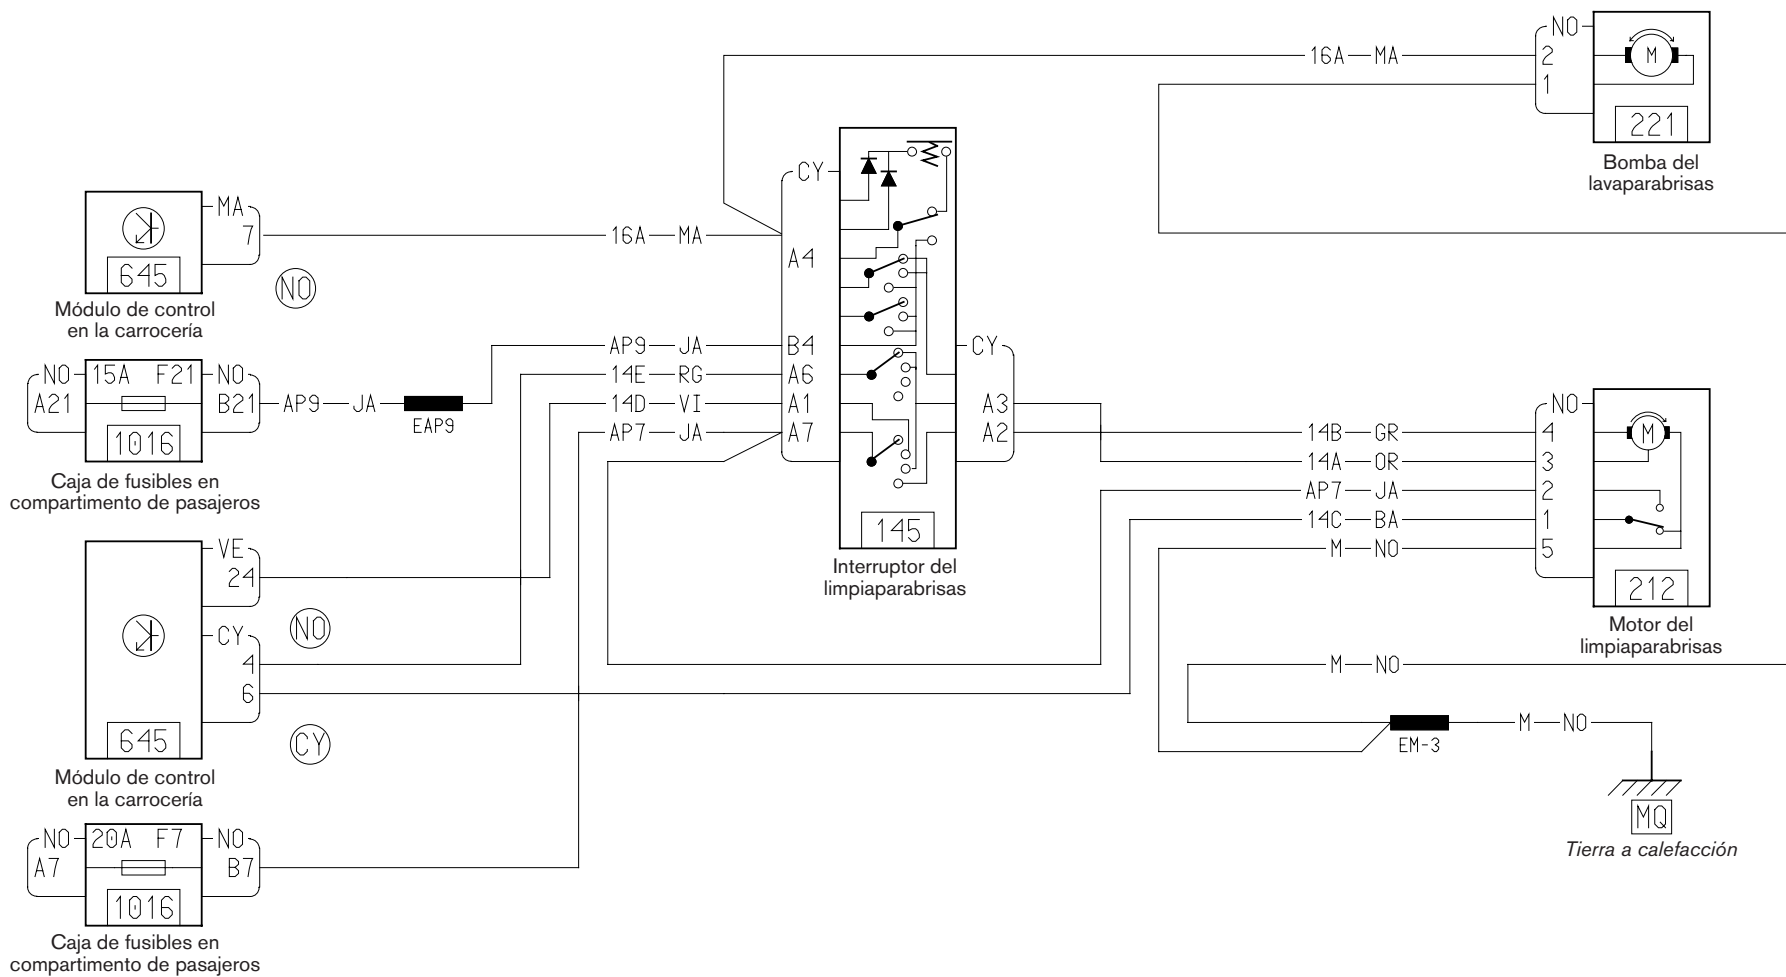 NO
16A MA
2
1
M
221
Bomba del
lavaparabrisas
CY
MA
7
16A MA
A4
645
NO
Módulo de control
en la carrocería
AP9 JA
B4
CY
NO 15A F21 NO
14E RG
A6
A21
B21
AP9 JA
EAP9
14D VI
A1
A3
NO
1016
AP7 JA
A7
A2
14B GR
4
M
14A OR
3
Caja de fusibles en
compartimento de pasajeros
AP7 JA
2
145
14C BA
1
VE
M NO
5
24
Interruptor del
limpiaparabrisas
212
NO
CY
Motor del
limpiaparabrisas
4
M NO
6
645
CY
EM-3
M NO
Módulo de control
en la carrocería
MQ
NO 20A F7 NO
Tierra a calefacción
A7
B7
1016
Caja de fusibles en
compartimento de pasajeros